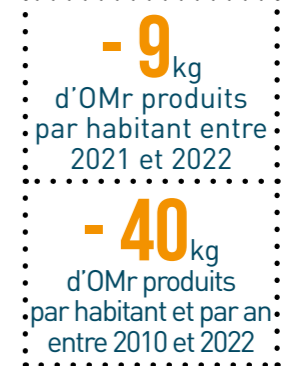 - 9kg
d'OMr produits
par habitant entre
2021 et 2022
- 40kg
d'OMr produits
par habitant et par an
entre 2010 et 2022